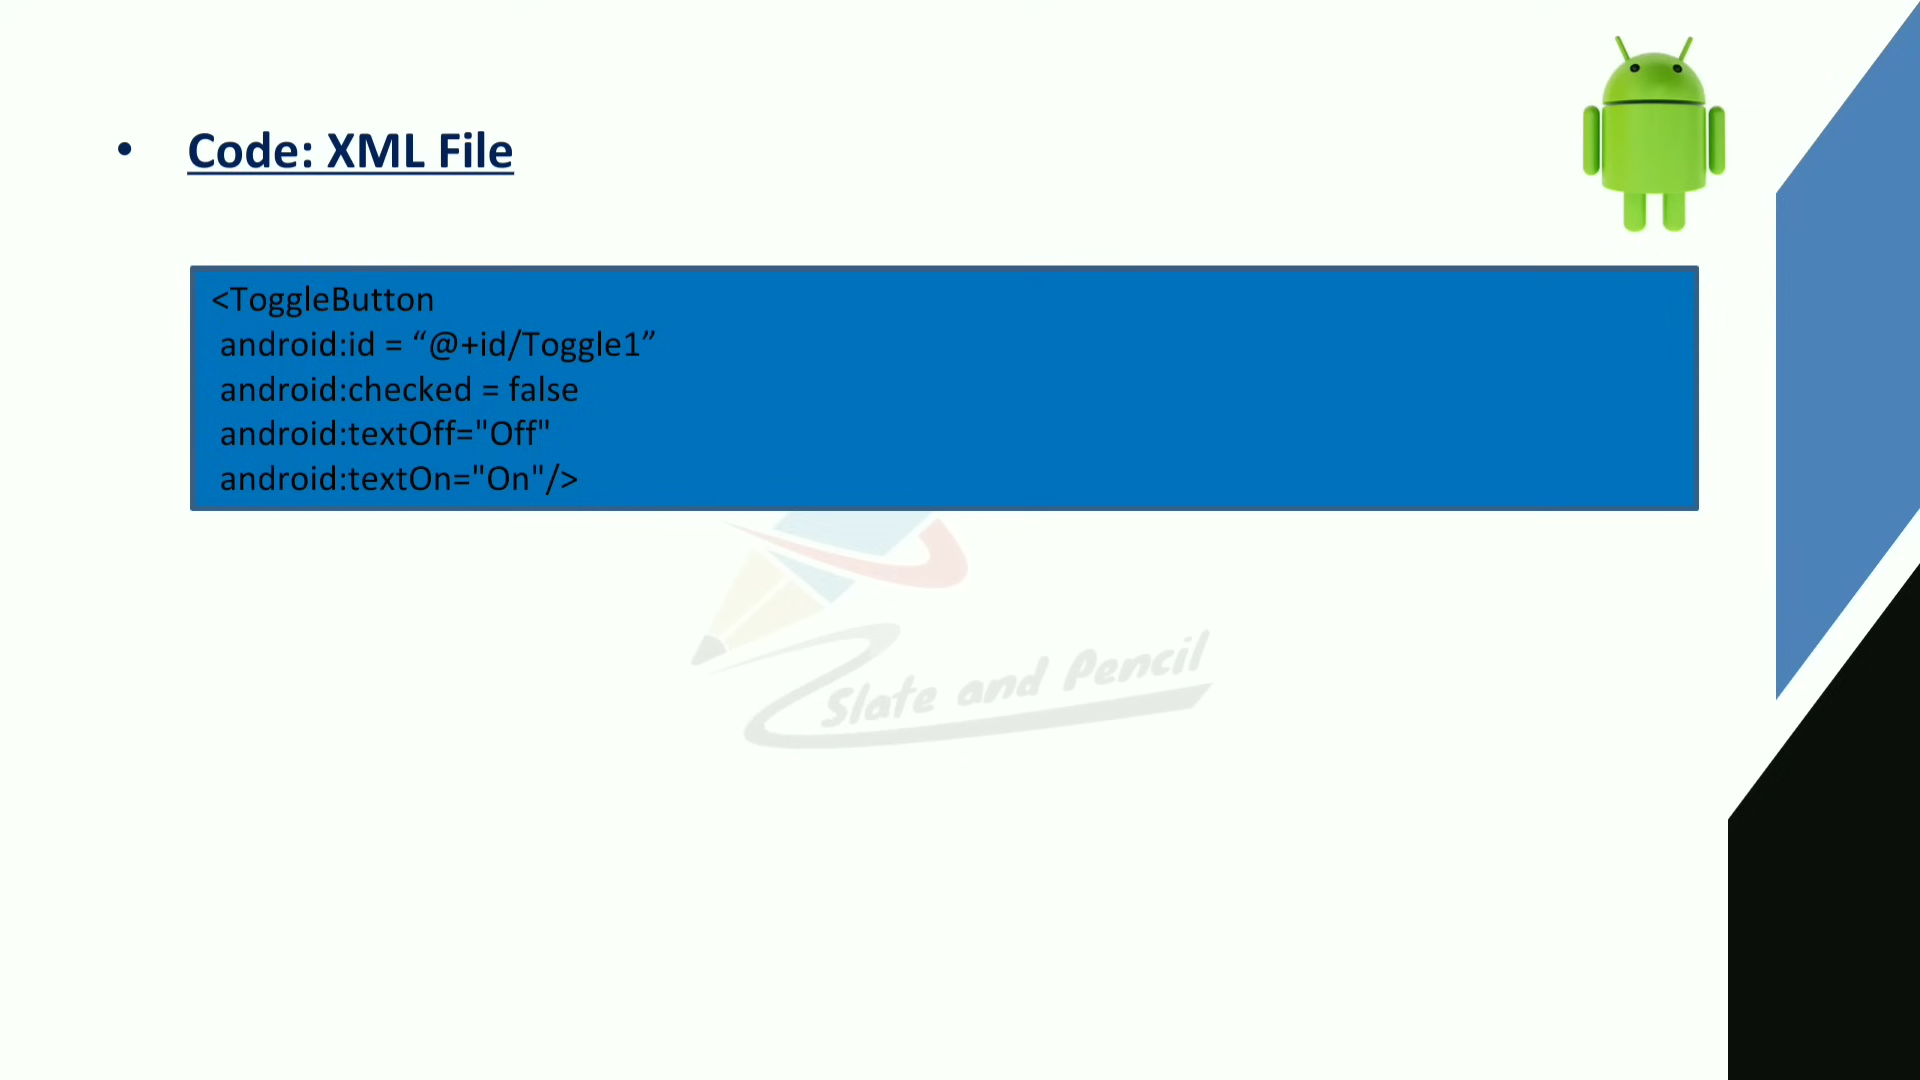 • Code: XML File
<ToggleButton
android:id = “@+id/Toggle1”
android:checked = false
android:textOff="Off"
android:textOn="On"/>
Slate and Pencil